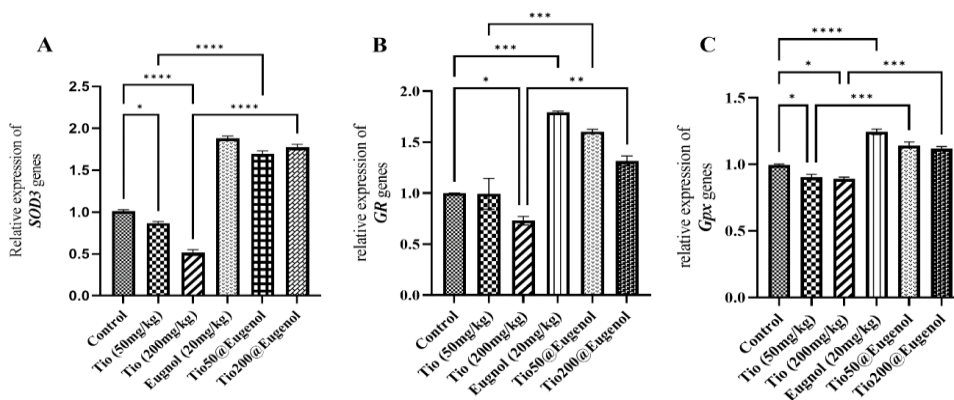 A
Relative expression of
SOD3 genes
2.5
2.0
1.5
1.0
0.5
0.0
****
****
*
****
Control
Tio (50mg/kg)
Tio (200mg/kg)
Eugnol (20mg/kg)
Tio50@Eugenol
Tio200@Eugenol
B
relative expression of
GR genes
2.0
1.5
1.0
0.5
0.0
***
***
*
**
Control
Tio (50mg/kg)
Tio (200mg/kg)
Eugnol (20mg/kg)
Tio50@Eugenol
Tio200@Eugenol
C
relative expression of
Gpx genes
1.5
1.0
0.5
0.0
****
*
***
*
***
Control
Tio (50mg/kg)
Tio (200mg/kg)
Eugnol (20mg/kg)
Tio50@Eugenol
Tio200@Eugenol